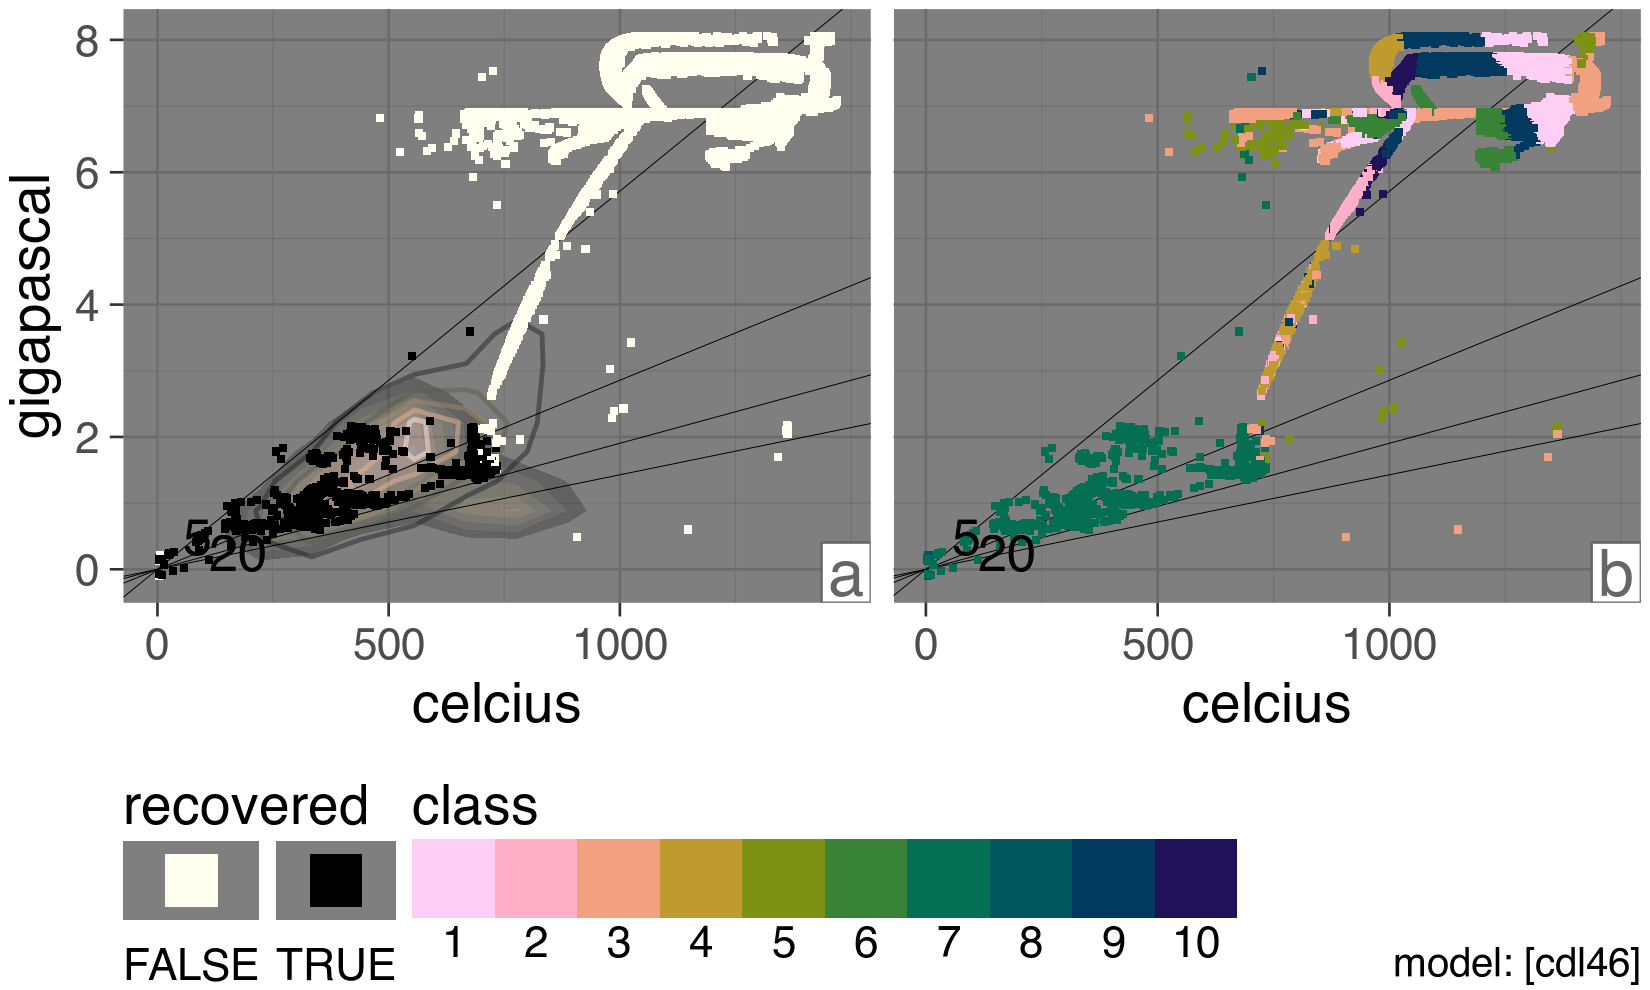 8
6
4
2
0
gigapascal
5
20
a
5
20
b
0 500 1000
0 500 1000
celcius
celcius
recovered
class
FALSE TRUE
1 2 3 4 5 6 7 8 9 10
model: [cdl46]